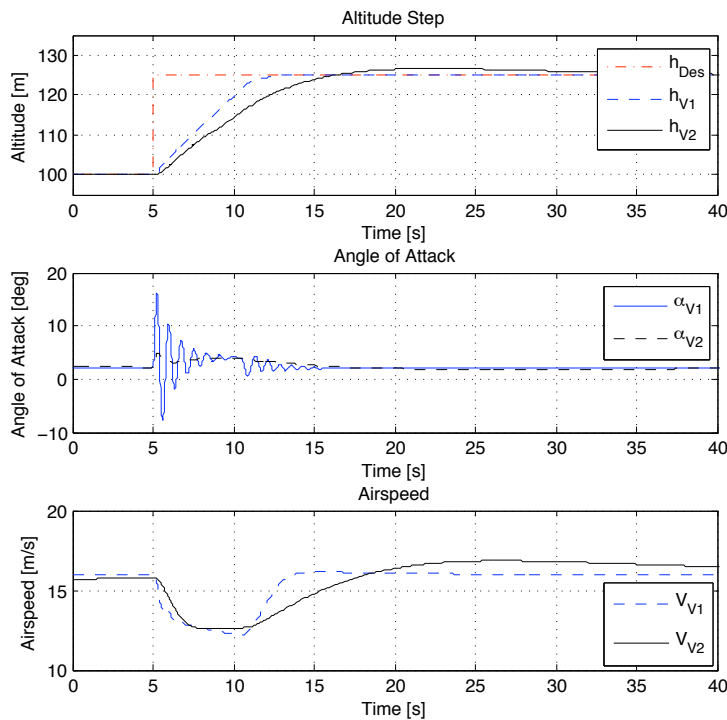 Altitude Step
Altitude [m]
130
120
110
100
h_Des
h_V1
h_V2
0 5 10 15 20 25 30 35 40
Time [s]
Angle of Attack
Angle of Attack [deg]
20
10
0
−10
α_V1
α_V2
0 5 10 15 20 25 30 35 40
Time [s]
Airspeed
Airspeed [m/s]
20
15
10
V_V1
V_V2
0 5 10 15 20 25 30 35 40
Time [s]